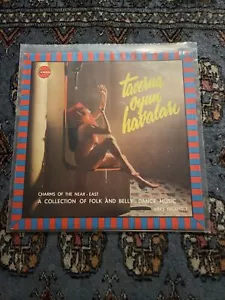 taverna
oyun
havaları
CHARMS OF THE NEAR-EAST
A COLLECTION OF FOLK AND BELLY-DANCE MUSIC